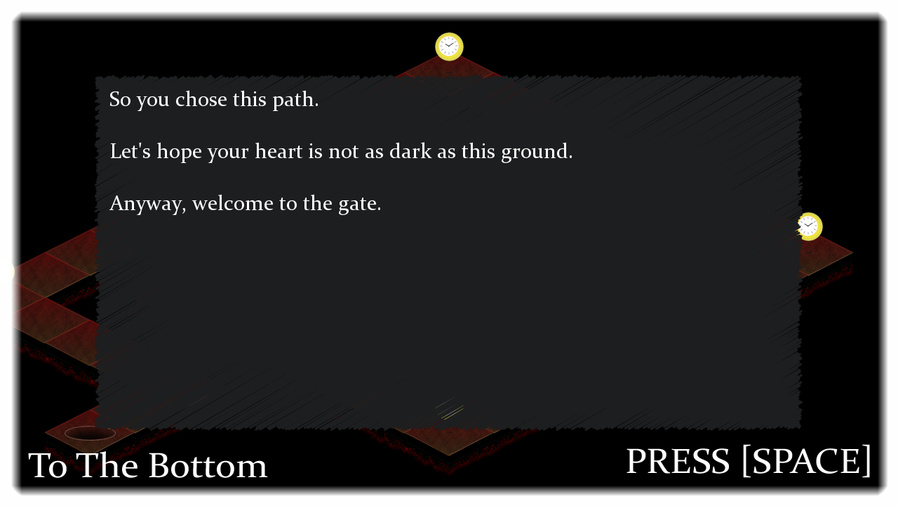 So you chose this path.
Let's hope your heart is not as dark as this ground.
Anyway, welcome to the gate.
To The Bottom
PRESS [SPACE]